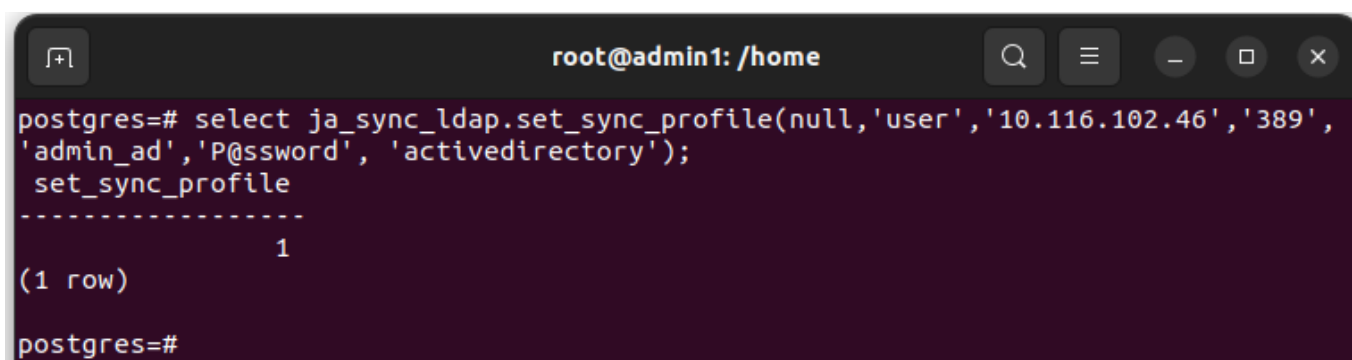 root@admin1: /home
postgres=# select ja_sync_ldap.set_sync_profile(null,'user','10.116.102.46','389',
'admin_ad','P@ssword', 'activedirectory');
 set_sync_profile
------------------
                1
(1 row)
postgres=#